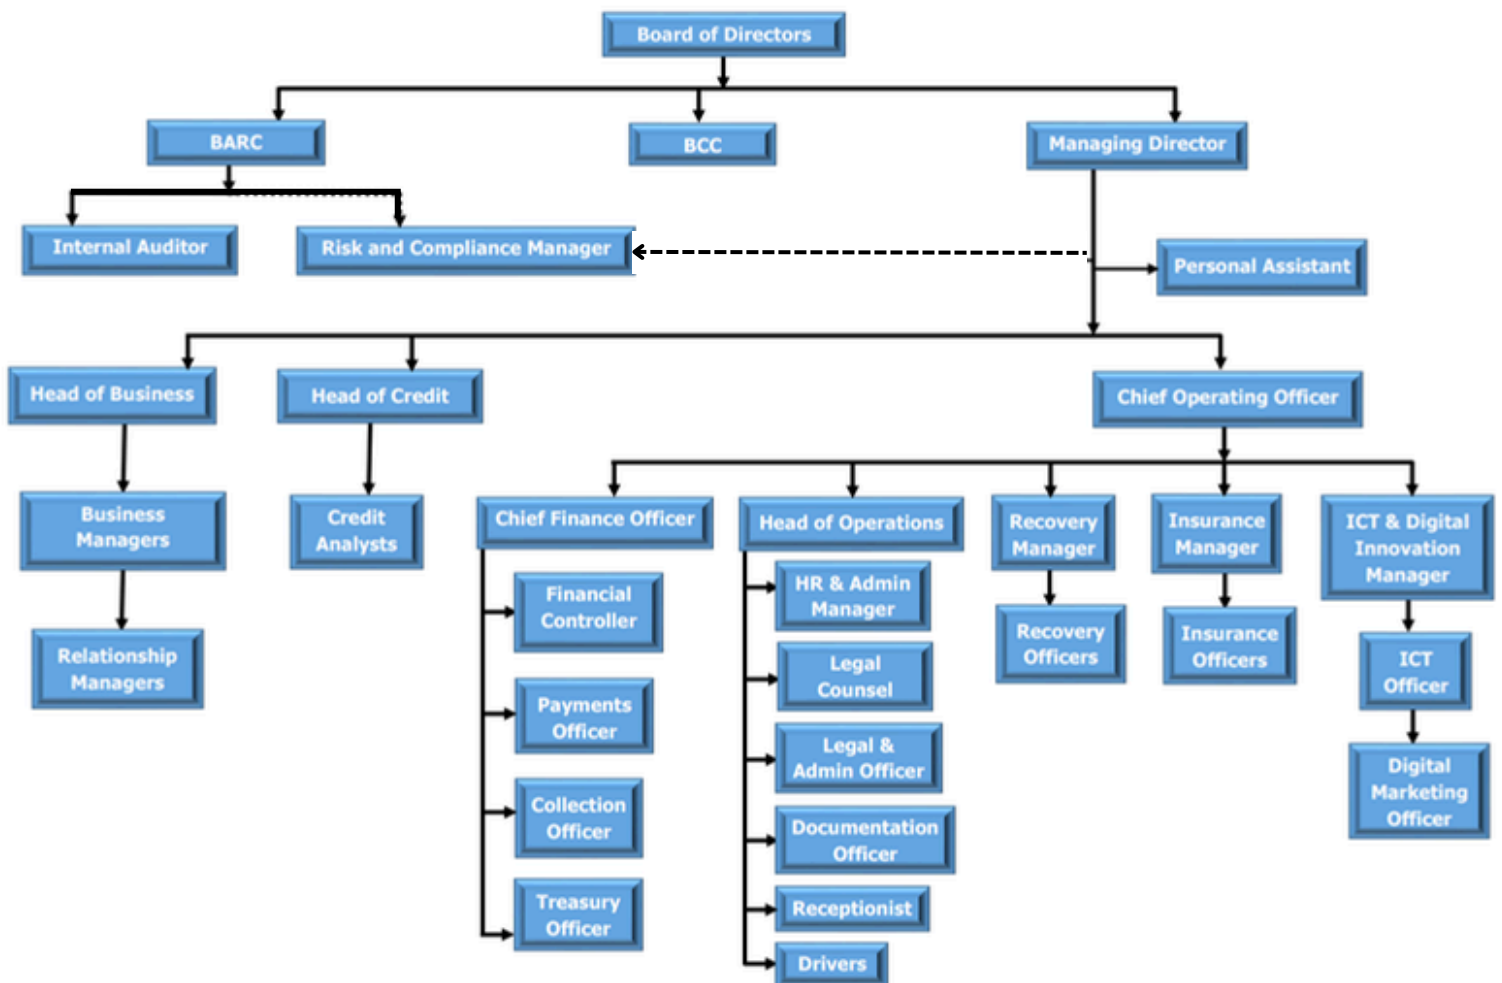 Board of Directors
BARC
BCC
Managing Director
Internal Auditor
Risk and Compliance Manager
Personal Assistant
Head of Business
Head of Credit
Chief Operating Officer
Business
Managers
Credit
Analysts
Chief Finance Officer
Head of Operations
Recovery
Manager
Insurance
Manager
ICT & Digital
Innovation
Manager
Relationship
Managers
Financial
Controller
Payments
Officer
Collection
Officer
Treasury
Officer
HR & Admin
Manager
Legal
Counsel
Legal &
Admin Officer
Documentation
Officer
Receptionist
Drivers
Recovery
Officers
Insurance
Officers
ICT
Officer
Digital
Marketing
Officer